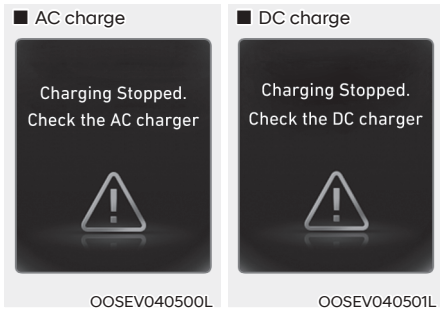 ■ AC charge
Charging Stopped.
Check the AC charger
OOSEV040500L
■ DC charge
Charging Stopped.
Check the DC charger
OOSEV040501L